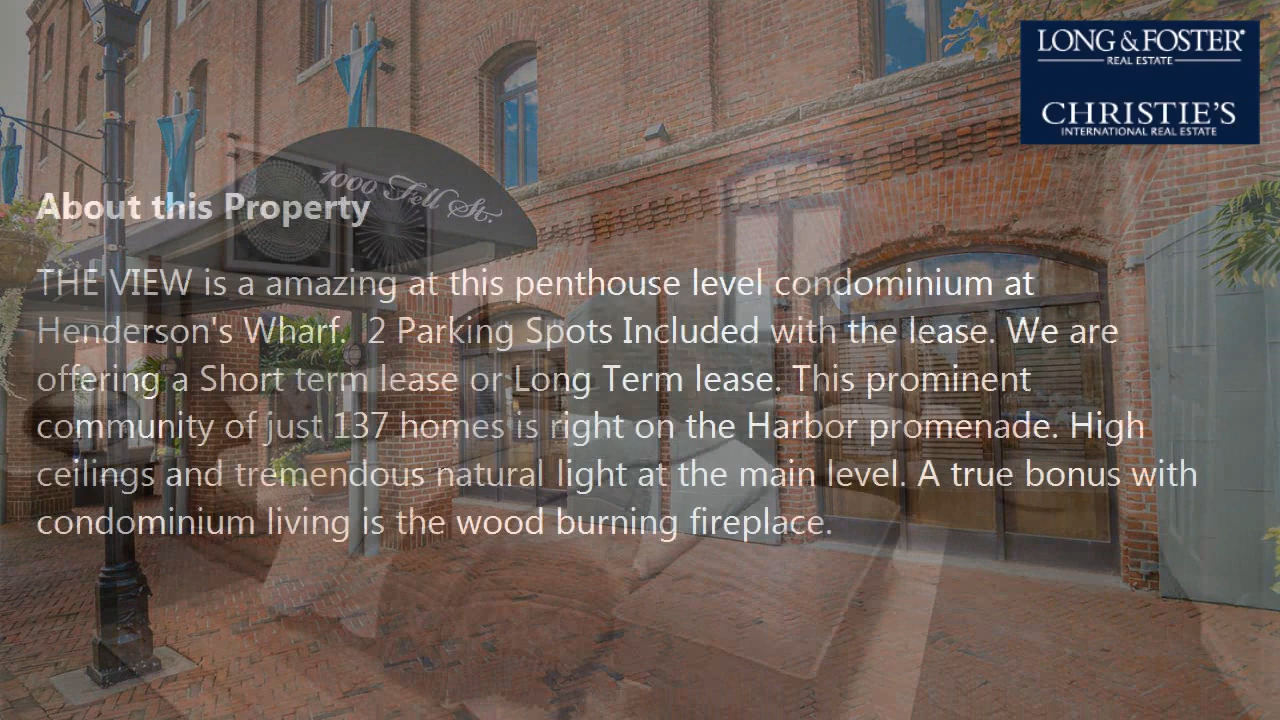 LONG & FOSTER®
REAL ESTATE
CHRISTIE'S
INTERNATIONAL REAL ESTATE
1000 Fell St.
About this Property
THE VIEW is a amazing at this penthouse level condominium at
Henderson's Wharf.  2 Parking Spots Included with the lease. We are
offering a Short term lease or Long Term lease. This prominent
community of just 137 homes is right on the Harbor promenade. High
ceilings and tremendous natural light at the main level. A true bonus with
condominium living is the wood burning fireplace.